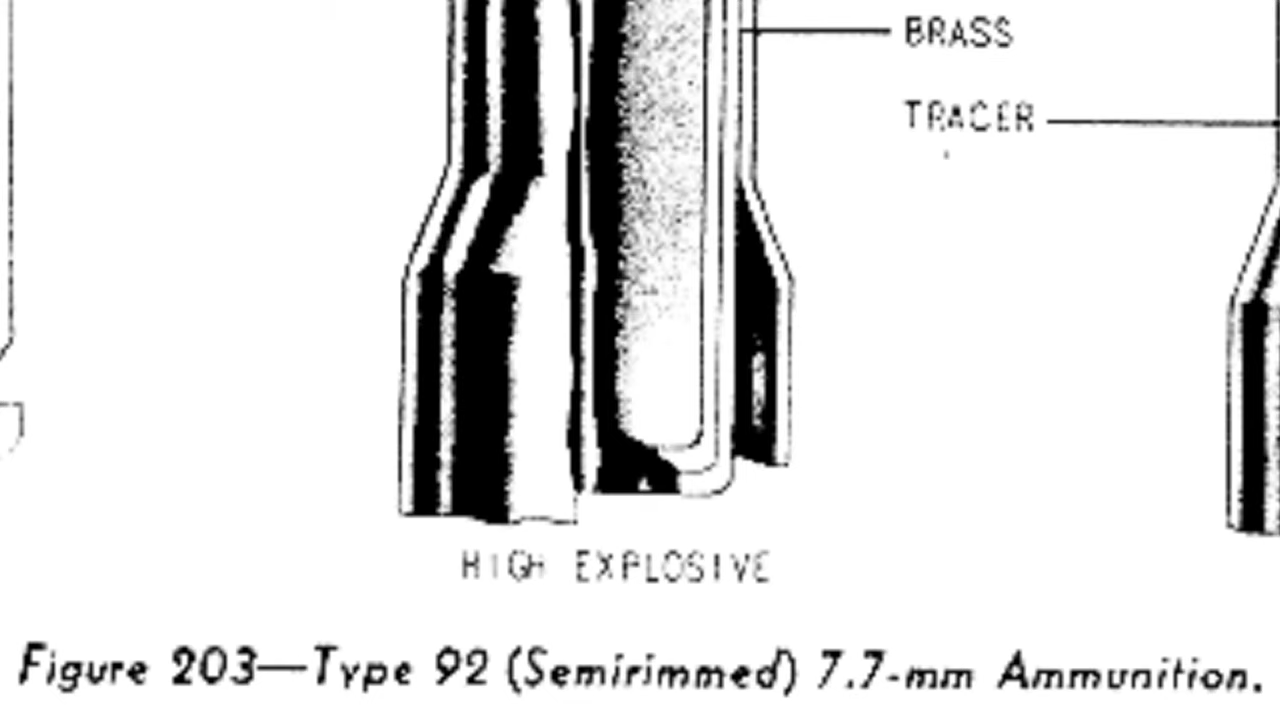 BRASS
TRACER
HIGH EXPLOSIVE
Figure 203—Type 92 (Semirimmed) 7.7-mm Ammunition.